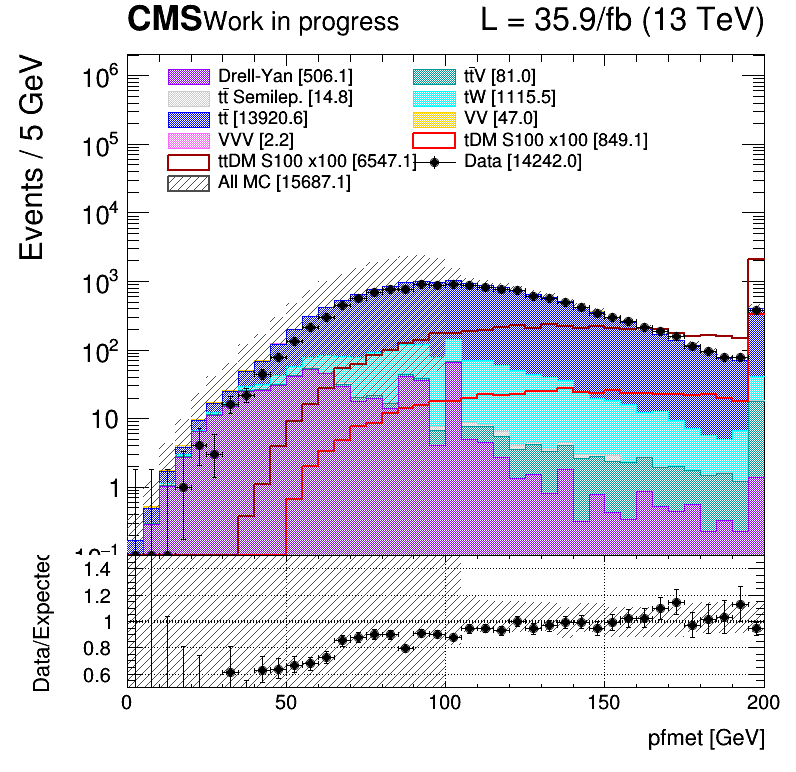 CMS Work in progress L = 35.9/fb (13 TeV)
Events / 5 GeV
10⁶
10⁵
10⁴
10³
10²
10
1
10⁻¹
Drell-Yan [506.1]
tt̄V [81.0]
tt̄ Semilep. [14.8]
tW [1115.5]
tt̄ [13920.6]
VV [47.0]
VVV [2.2]
tDM S100 x100 [849.1]
ttDM S100 x100 [6547.1]
Data [14242.0]
All MC [15687.1]
Data/Expected
1.4
1.2
1
0.8
0.6
0 50 100 150 200
pfmet [GeV]